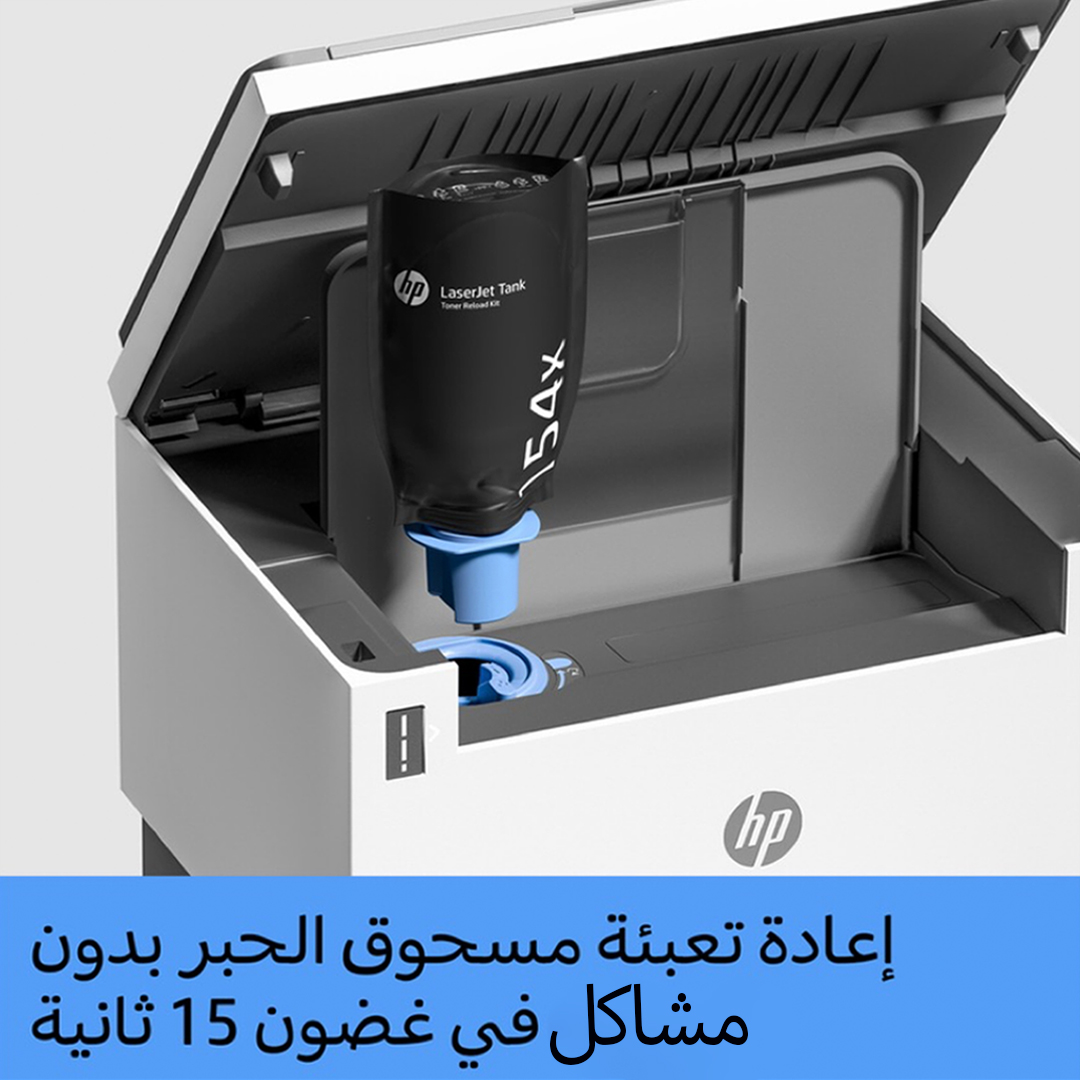 hp
LaserJet Tank
Toner Reload Kit
154x
hp
إعادة تعبئة مسحوق الحبر بدون
مشاكل في غضون 15 ثانية